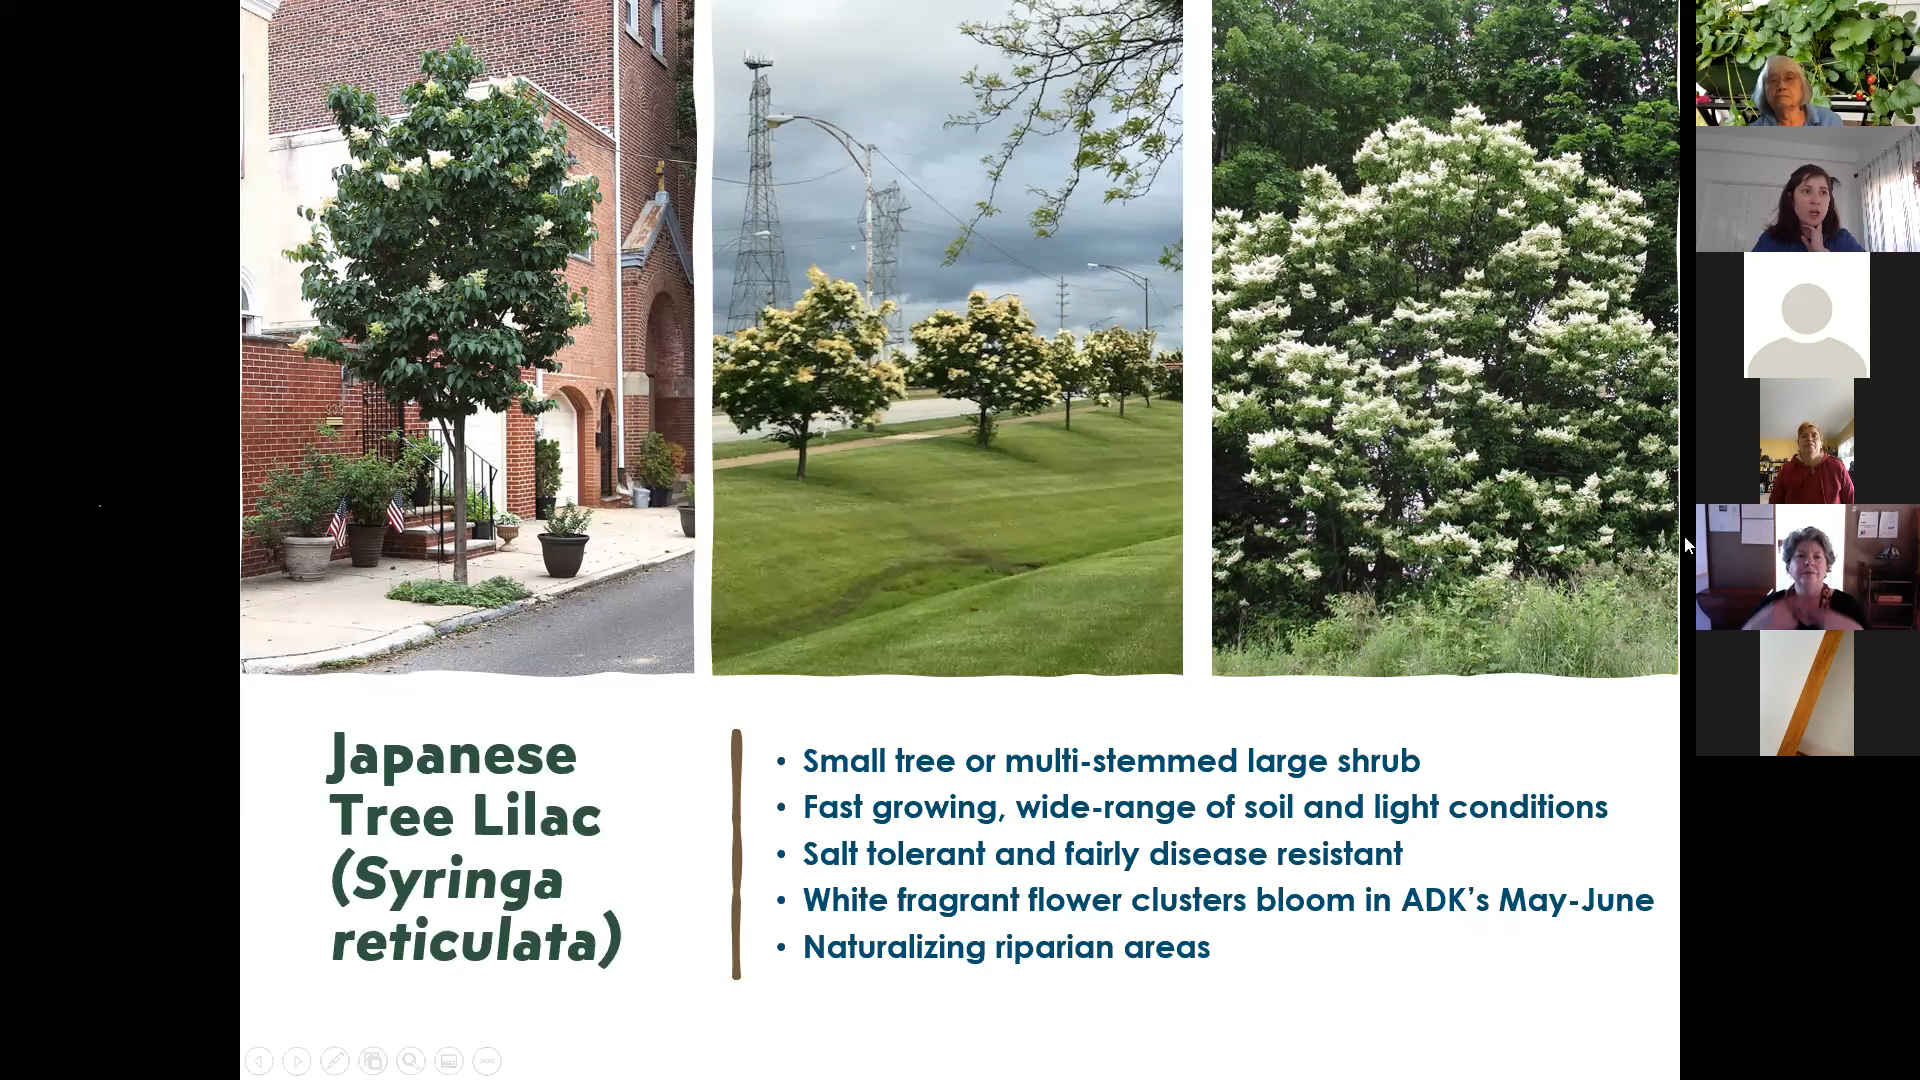 Japanese
Tree Lilac
(Syringa
reticulata)
• Small tree or multi-stemmed large shrub
• Fast growing, wide-range of soil and light conditions
• Salt tolerant and fairly disease resistant
• White fragrant flower clusters bloom in ADK’s May-June
• Naturalizing riparian areas